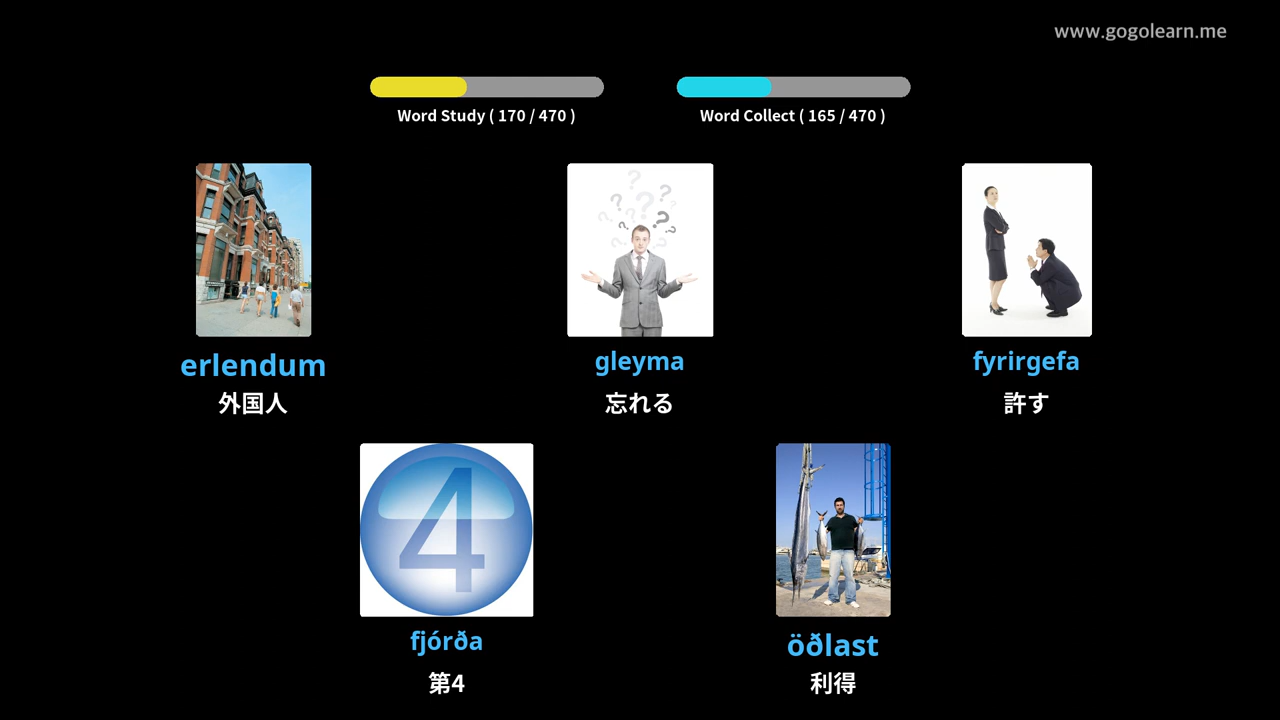 www.gogolearn.me
Word Study ( 170 / 470 )
Word Collect ( 165 / 470 )
erlendum
外国人
gleyma
忘れる
fyrirgefa
許す
4
fjórða
第4
öðlast
利得